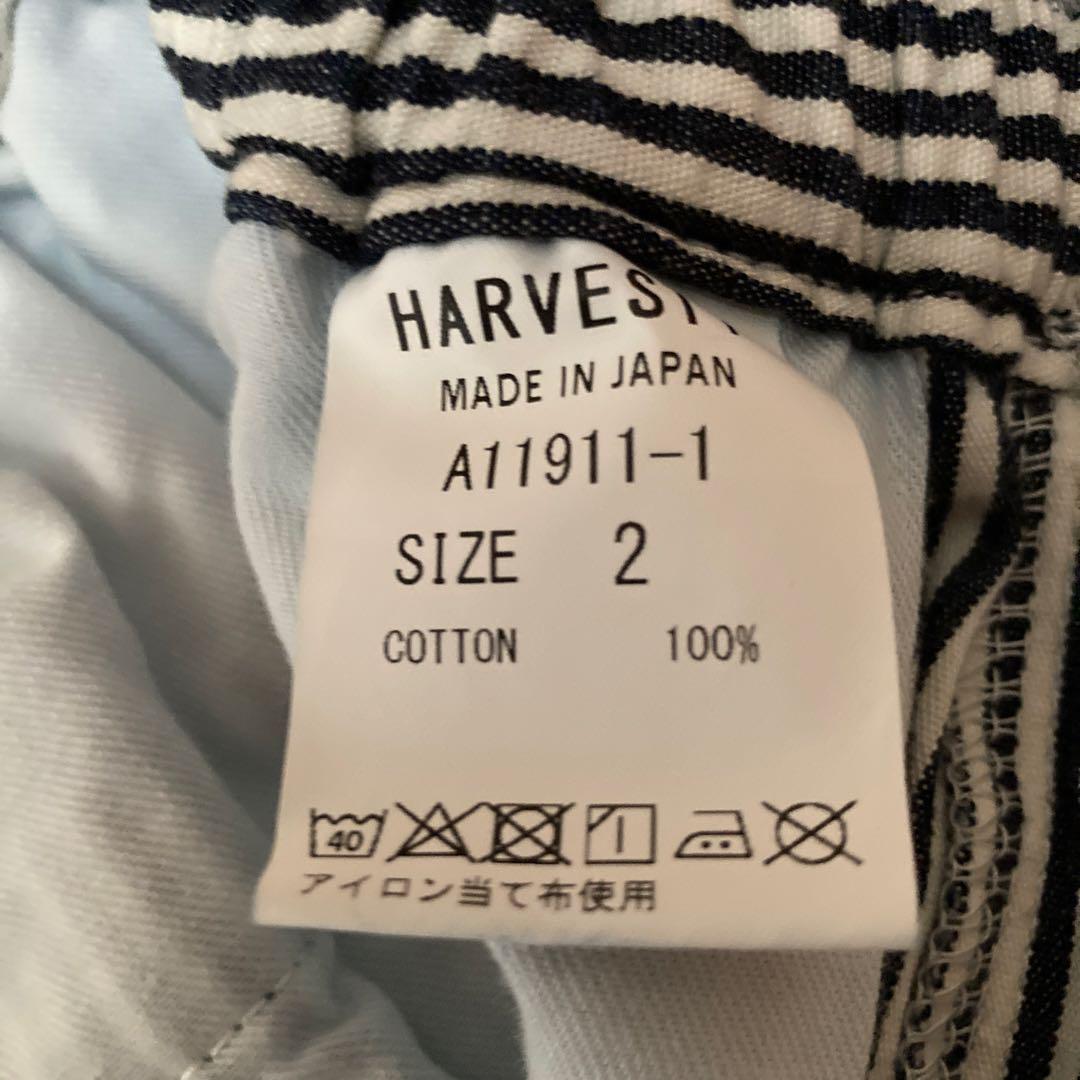 HARVEST
MADE IN JAPAN
A11911-1
SIZE 2
COTTON 100%
40
アイロン当て布使用